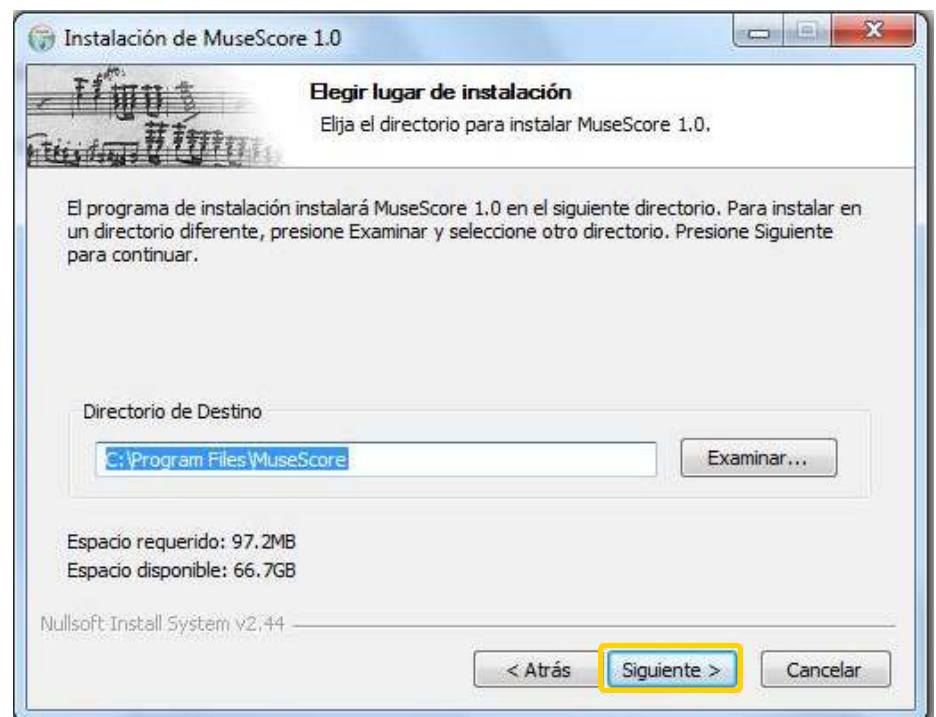 Instalación de MuseScore 1.0
Elegir lugar de instalación
Elija el directorio para instalar MuseScore 1.0.
El programa de instalación instalará MuseScore 1.0 en el siguiente directorio. Para instalar en
un directorio diferente, presione Examinar y seleccione otro directorio. Presione Siguiente
para continuar.
Directorio de Destino
C:\Program Files\MuseScore
Examinar...
Espacio requerido: 97.2MB
Espacio disponible: 66.7GB
Nullsoft Install System v2.44
< Atrás
Siguiente >
Cancelar